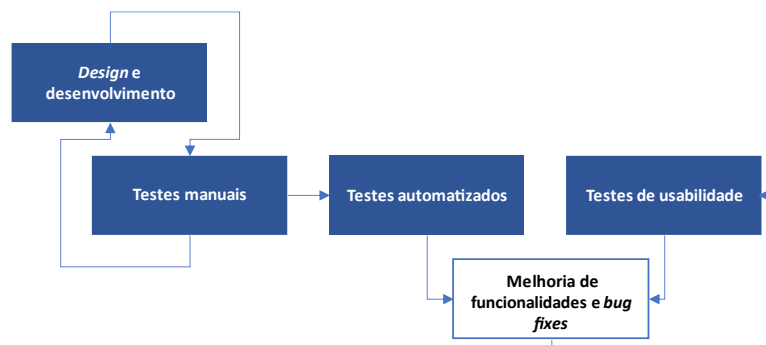 Design e
desenvolvimento
Testes manuais
Testes automatizados
Testes de usabilidade
Melhoria de
funcionalidades e bug
fixes